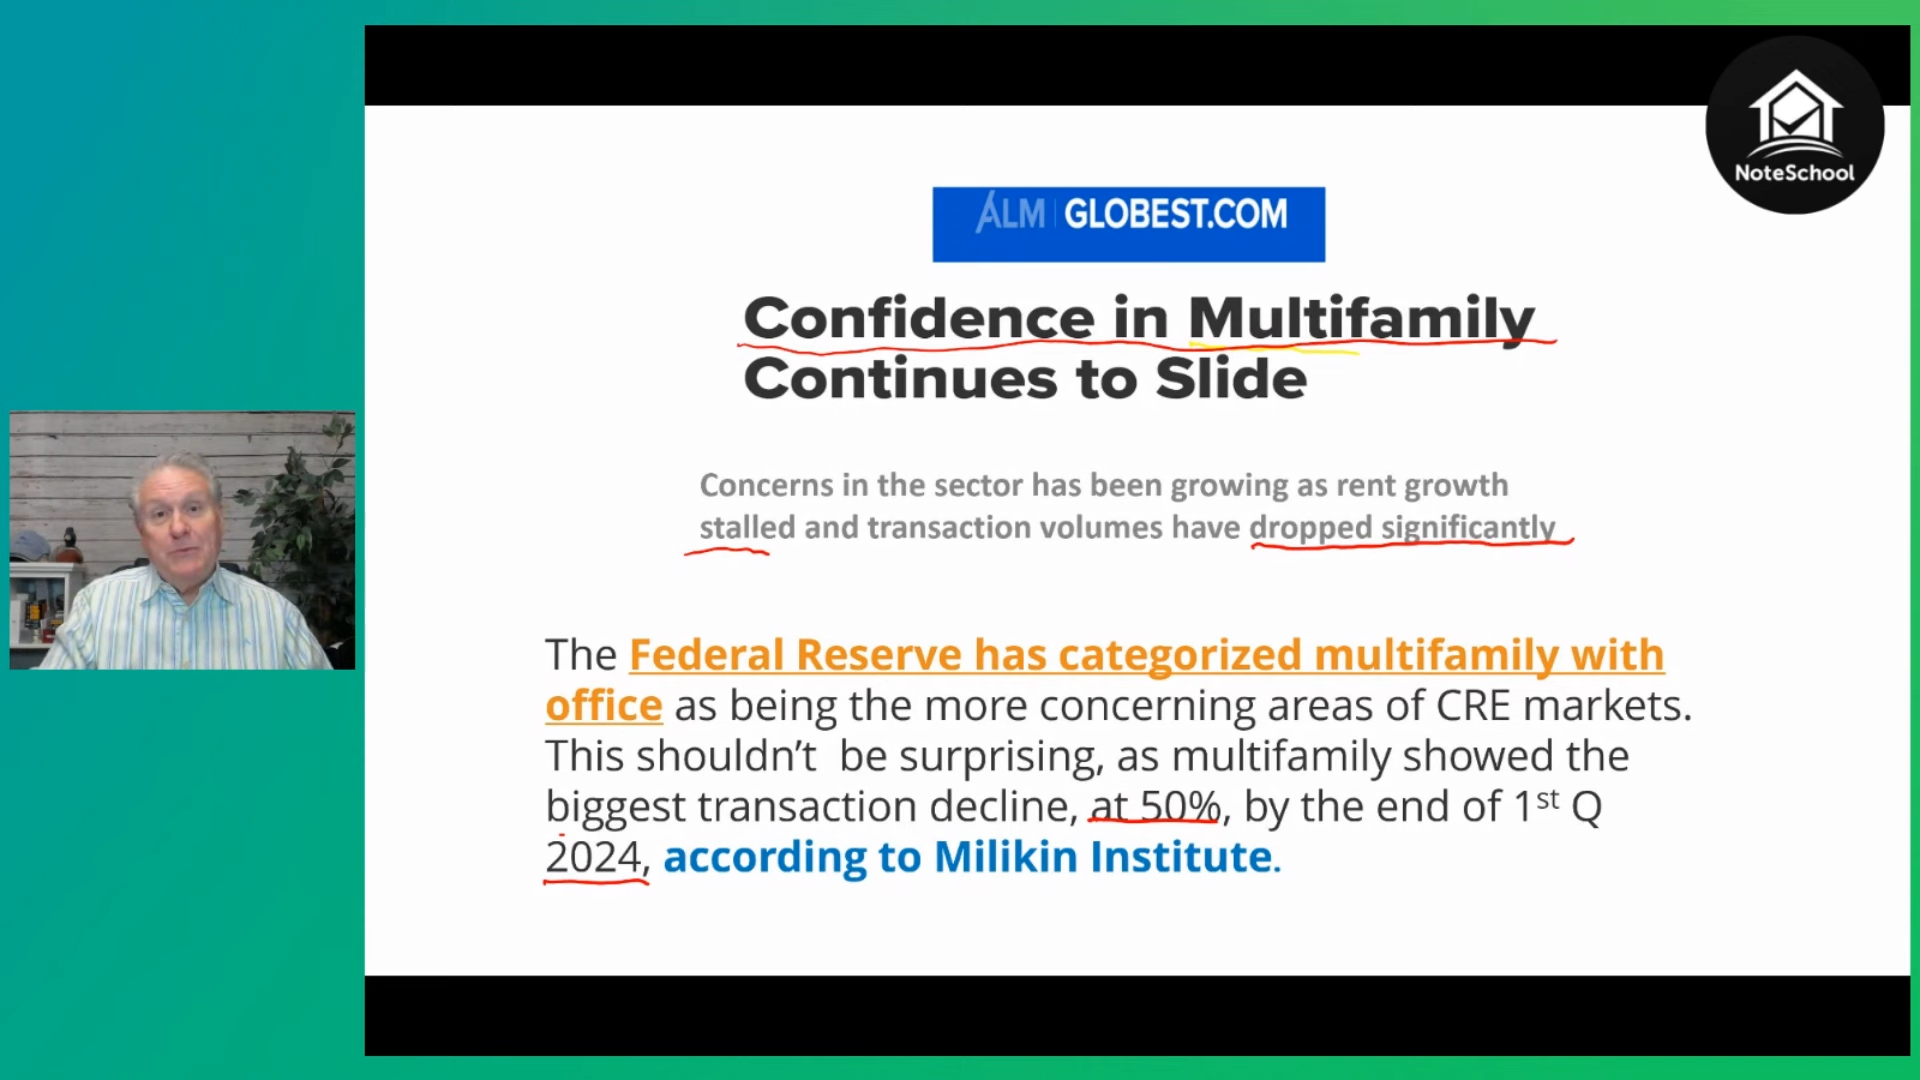 NoteSchool
ALM | GLOBEST.COM
Confidence in Multifamily
Continues to Slide
Concerns in the sector has been growing as rent growth
stalled and transaction volumes have dropped significantly
The Federal Reserve has categorized multifamily with
office as being the more concerning areas of CRE markets.
This shouldn’t  be surprising, as multifamily showed the
biggest transaction decline, at 50%, by the end of 1st Q
2024, according to Milikin Institute.